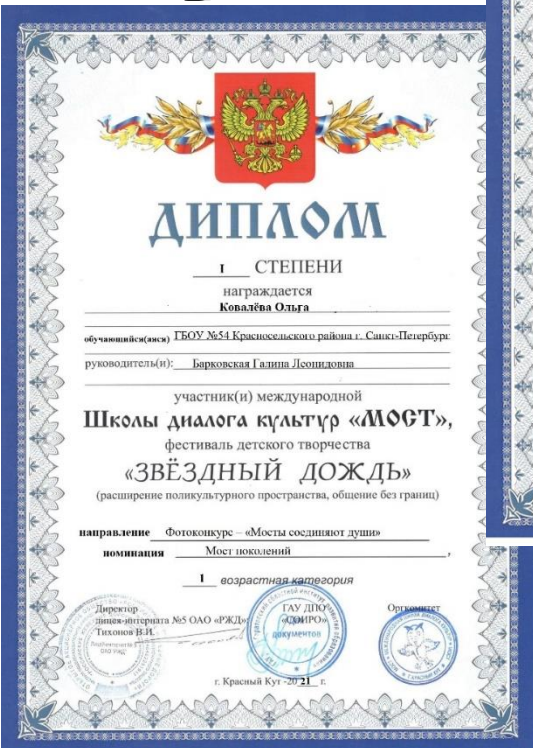 ДИПЛОМ
I СТЕПЕНИ
награждается
Ковалёва Ольга
обучающийся(аяся) ГБОУ №54 Красносельского района г. Санкт-Петербург
руководитель(и): Барковская Галина Леонидовна
участник(и) международной
Школы диалога культур «МОСТ»,
фестиваль детского творчества
«ЗВЁЗДНЫЙ ДОЖДЬ»
(расширение поликультурного пространства, общение без границ)
направление Фотоконкурс – «Мосты соединяют души»
номинация Мост поколений ,
1 возрастная категория
Директор
лицея-интерната №5 ОАО «РЖД»
Тихонов В.И.
ГАУ ДПО
«СОИРО»
документов
Оргкомитет
г. Красный Кут -2021 г.